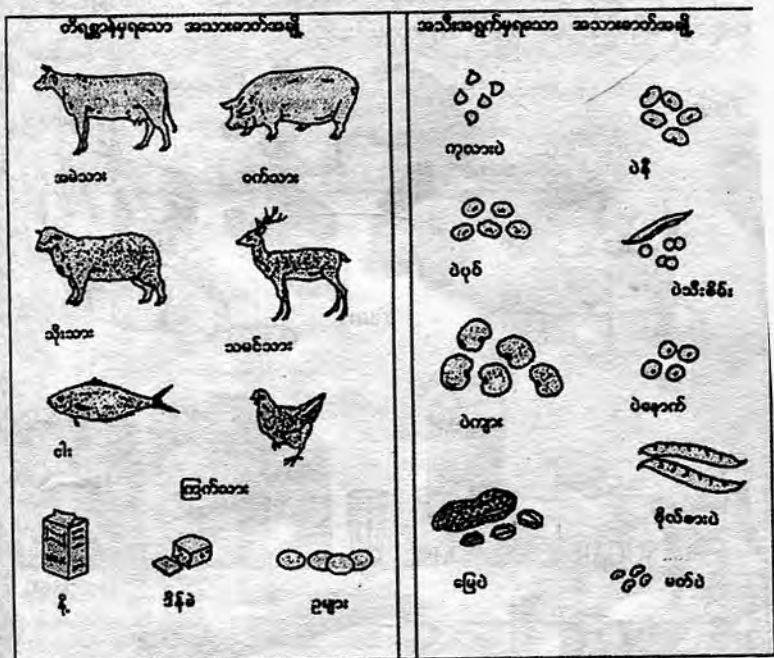 တိရစ္ဆာန်မှရသော အသားဓာတ်အချို့
အမဲသား
ဝက်သား
သိုးသား
သမင်သား
ငါး
ကြက်သား
နို့
ဒိန်ခဲ
ဥများ
အသီးအရွက်မှရသော အသားဓာတ်အချို့
ကုလားပဲ
ပဲနီ
ပဲပုပ်
ပဲသီးစိမ်း
ပဲကျား
ပဲနောက်
ဗိုလ်စားပဲ
မြေပဲ
မတ်ပဲ